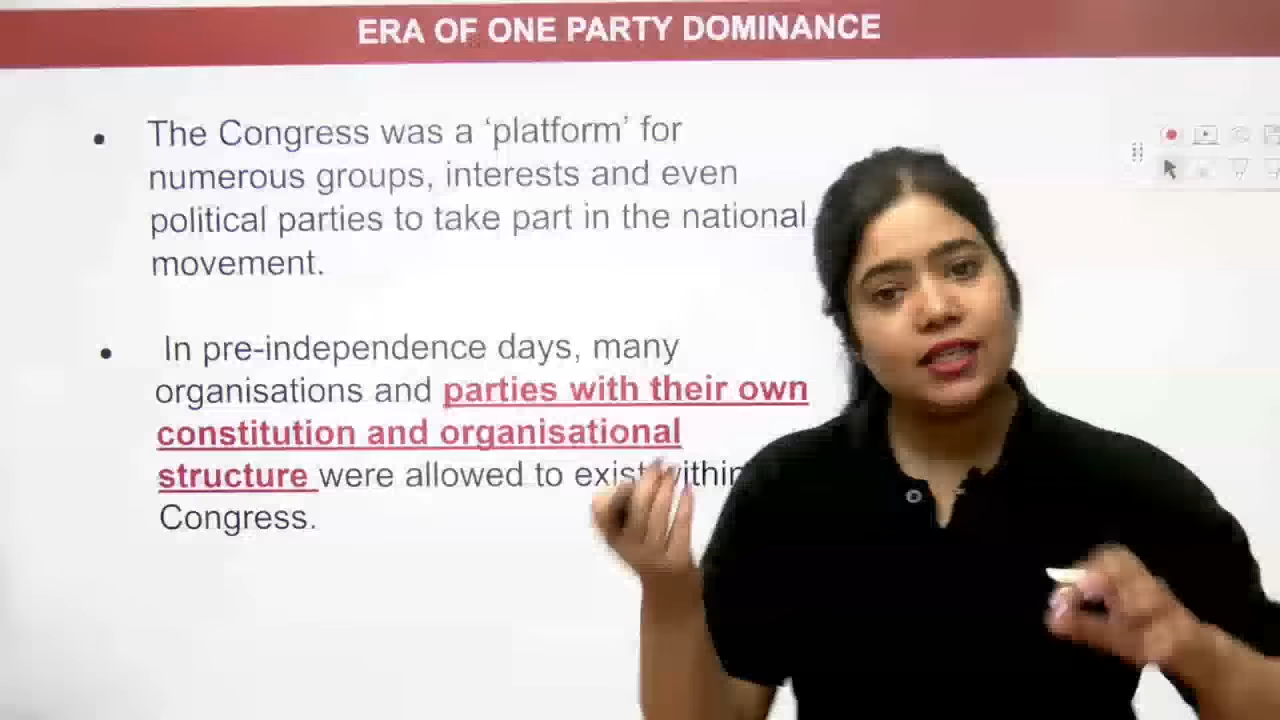 ERA OF ONE PARTY DOMINANCE
• The Congress was a ‘platform’ for
numerous groups, interests and even
political parties to take part in the national
movement.
• In pre-independence days, many
organisations and parties with their own
constitution and organisational
structure were allowed to exist within
Congress.